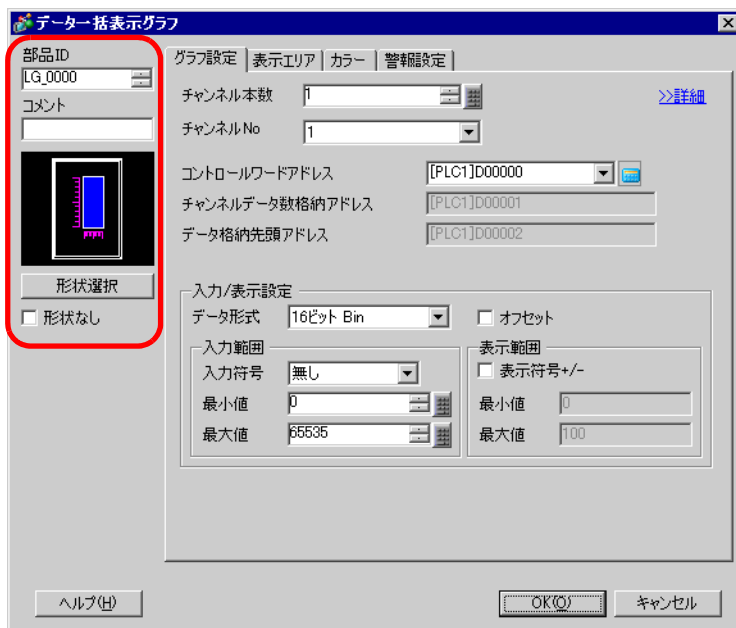 データ一括表示グラフ
部品ID
LG_0000
コメント
形状選択
形状なし
グラフ設定 表示エリア カラー 警報設定
チャンネル本数 1 >>詳細
チャンネルNo 1
コントロールワードアドレス [PLC1]D00000
チャンネルデータ数格納アドレス [PLC1]D00001
データ格納先頭アドレス [PLC1]D00002
入力/表示設定
データ形式 16ビット Bin オフセット
入力範囲
入力符号 無し
最小値 0
最大値 65535
表示範囲
表示符号+/-
最小値 0
最大値 100
ヘルプ(H) OK(O) キャンセル